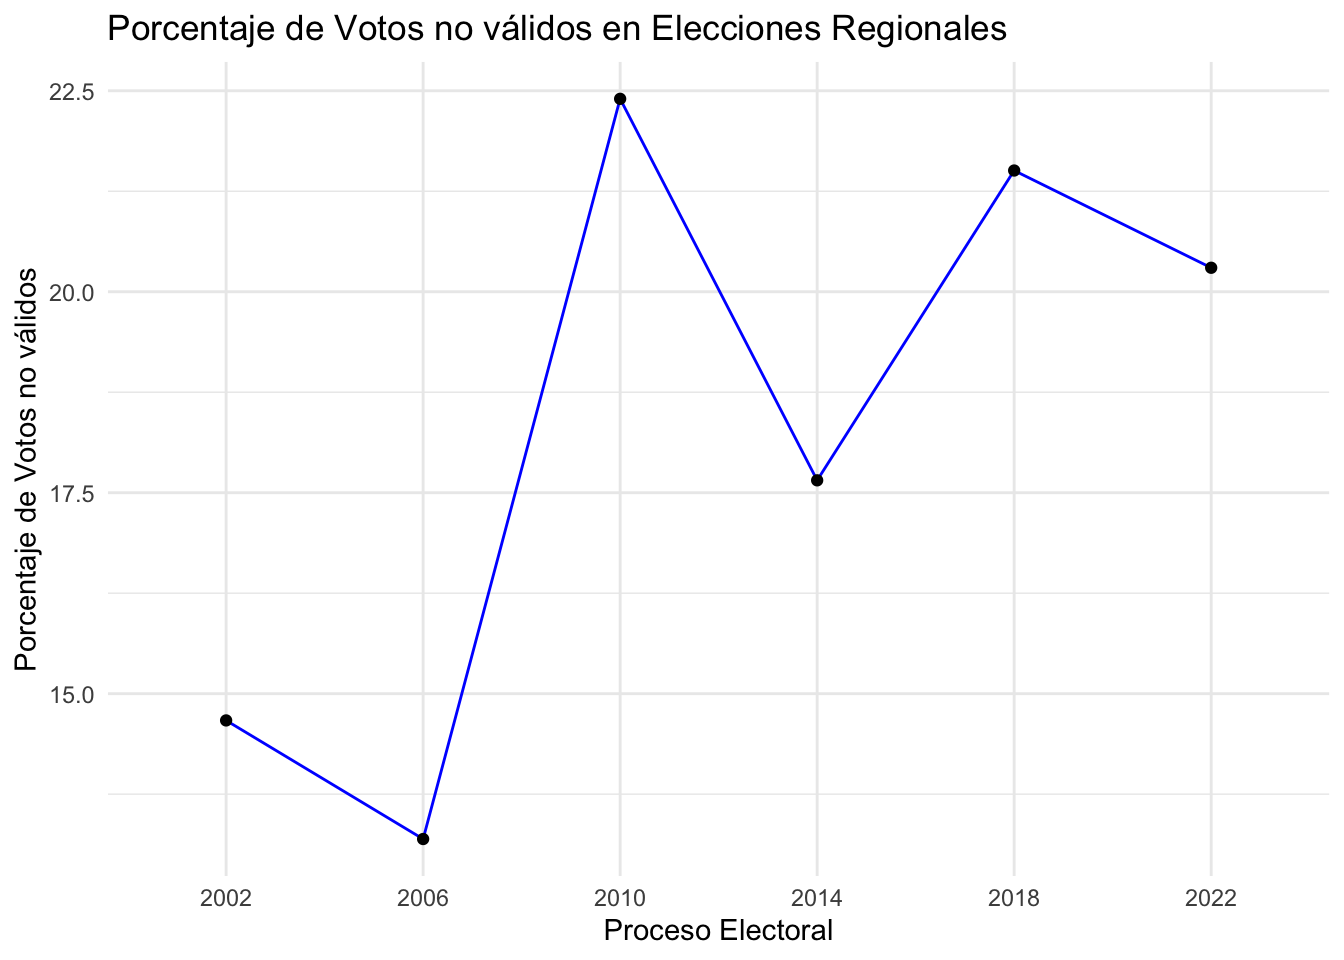 Porcentaje de Votos no válidos en Elecciones Regionales
Porcentaje de Votos no válidos
22.5
20.0
17.5
15.0
2002 2006 2010 2014 2018 2022
Proceso Electoral